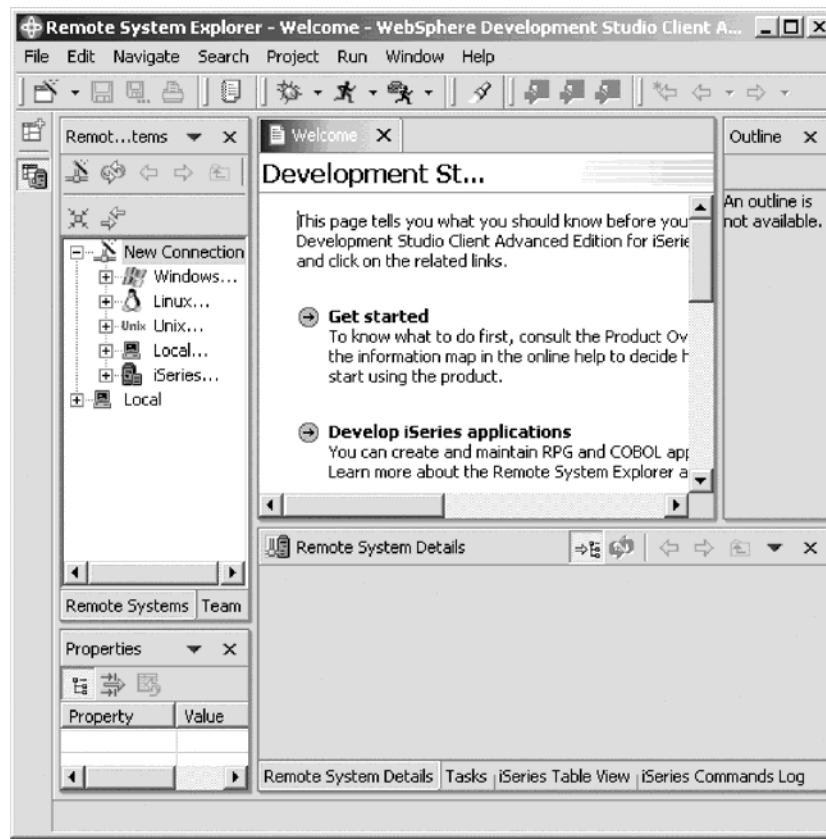 Remote System Explorer - Welcome - WebSphere Development Studio Client A...
File Edit Navigate Search Project Run Window Help
Remot...tems
Welcome
Outline
Development St...
An outline is
not available.
This page tells you what you should know before you
Development Studio Client Advanced Edition for iSerie
and click on the related links.
New Connection
Windows...
Linux...
Unix Unix...
Local...
iSeries...
Local
Get started
To know what to do first, consult the Product Ov
the information map in the online help to decide h
start using the product.
Develop iSeries applications
You can create and maintain RPG and COBOL app
Learn more about the Remote System Explorer a
Remote System Details
Remote Systems Team
Properties
Property Value
Remote System Details Tasks iSeries Table View iSeries Commands Log